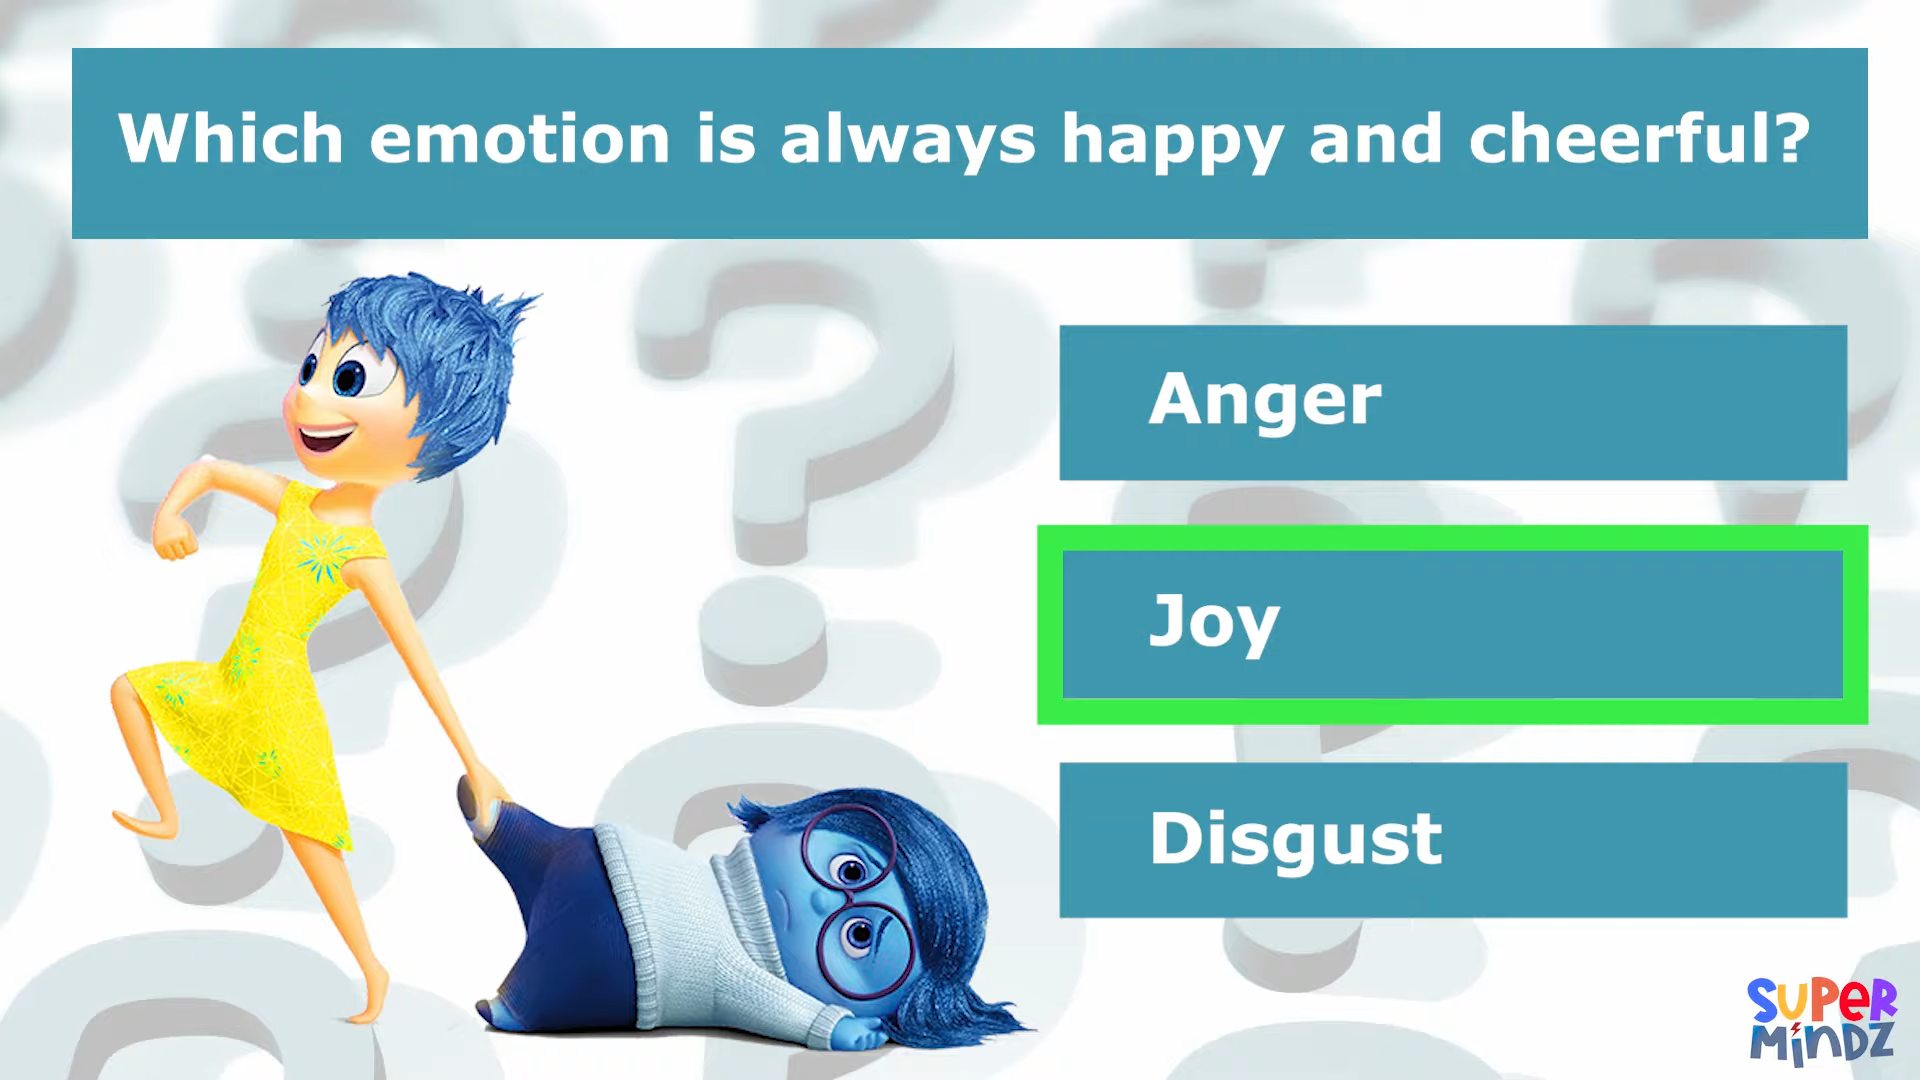 Which emotion is always happy and cheerful?
Anger
Joy
Disgust
SUPER
MiNDZ